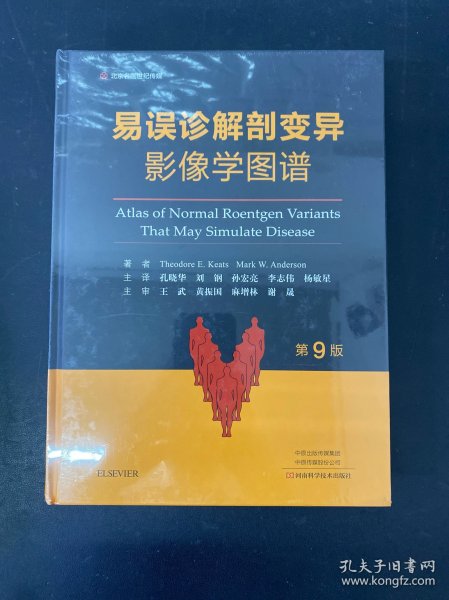 北京名医世纪传媒
易误诊解剖变异
影像学图谱
Atlas of Normal Roentgen Variants
That May Simulate Disease
著 者 Theodore E. Keats Mark W. Anderson
主 译 孔晓华 刘 钢 孙宏亮 李志伟 杨敏星
主 审 王 武 黄振国 麻增林 谢 晟
第 9 版
ELSEVIER
中原出版传媒集团
中原传媒股份公司
河南科学技术出版社
孔夫子旧书网
www.kongfz.com